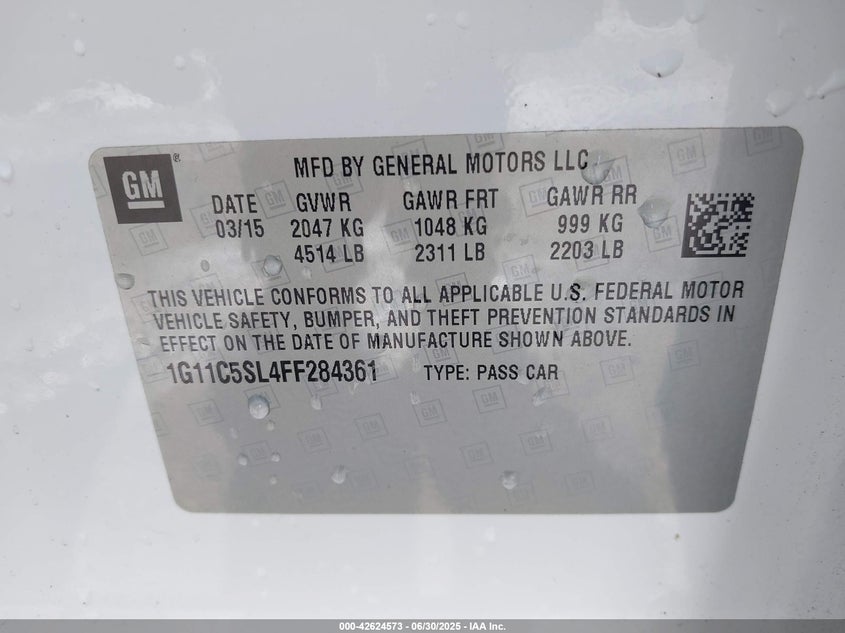 GM ® MFD BY GENERAL MOTORS LLC
DATE GVWR GAWR FRT GAWR RR
03/15 2047 KG 1048 KG 999 KG
4514 LB 2311 LB 2203 LB
THIS VEHICLE CONFORMS TO ALL APPLICABLE U.S. FEDERAL MOTOR
VEHICLE SAFETY, BUMPER, AND THEFT PREVENTION STANDARDS IN
EFFECT ON THE DATE OF MANUFACTURE SHOWN ABOVE.
1G11C5SL4FF284361 TYPE: PASS CAR
000-42624573 - 06/30/2025 - IAA Inc.